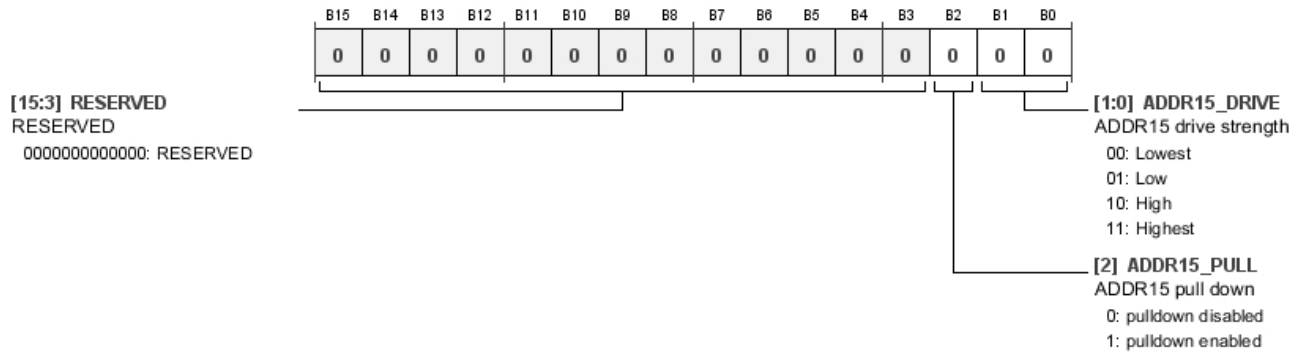 B15 B14 B13 B12 B11 B10 B9 B8 B7 B6 B5 B4 B3 B2 B1 B0
0 0 0 0 0 0 0 0 0 0 0 0 0 0 0 0
[15:3] RESERVED
RESERVED
0000000000000: RESERVED
[1:0] ADDR15_DRIVE
ADDR15 drive strength
00: Lowest
01: Low
10: High
11: Highest
[2] ADDR15_PULL
ADDR15 pull down
0: pulldown disabled
1: pulldown enabled